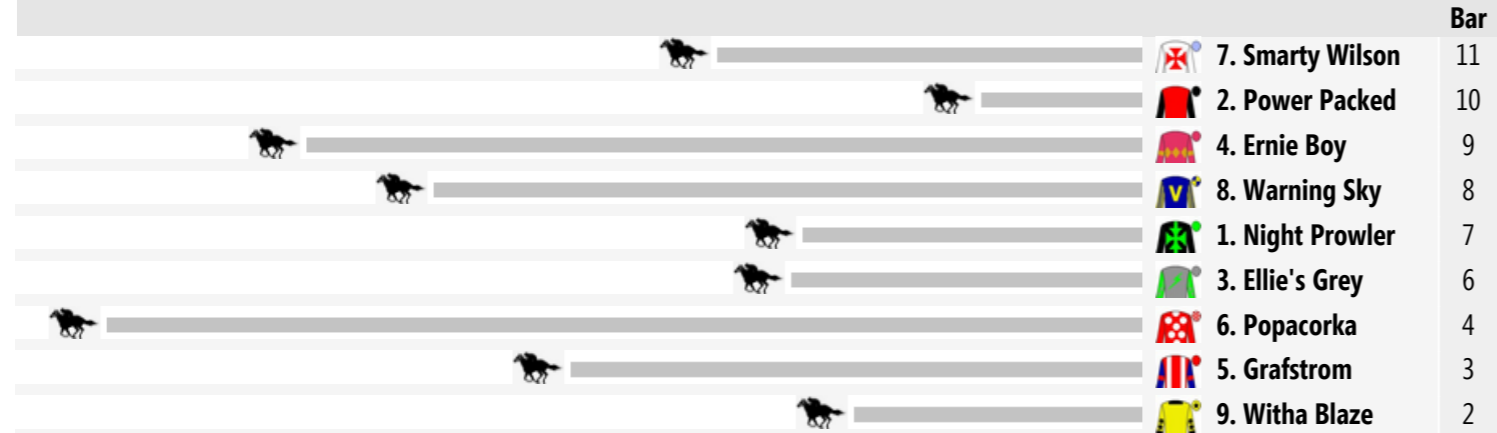 Bar
7. Smarty Wilson 11
2. Power Packed 10
4. Ernie Boy 9
V 8. Warning Sky 8
1. Night Prowler 7
3. Ellie's Grey 6
6. Popacorka 4
5. Grafstrom 3
9. Witha Blaze 2